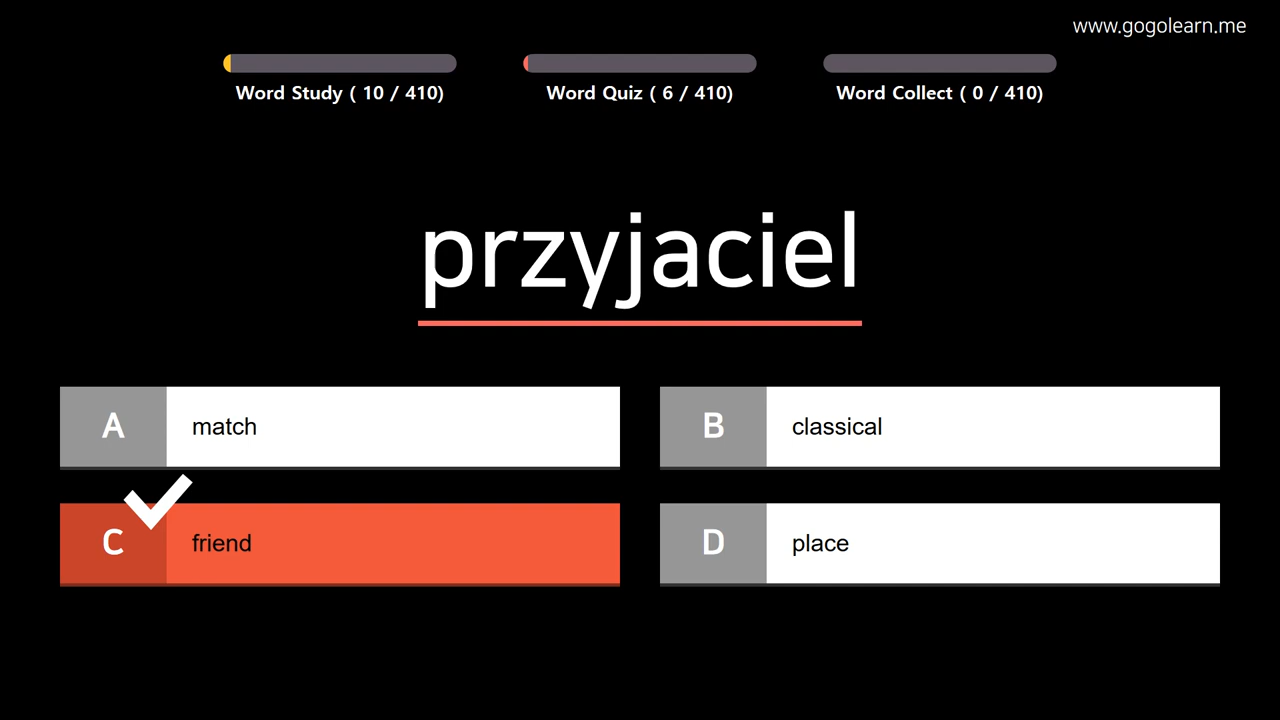 www.gogolearn.me
Word Study ( 10 / 410)
Word Quiz ( 6 / 410)
Word Collect ( 0 / 410)
przyjaciel
A match
B classical
C friend
D place